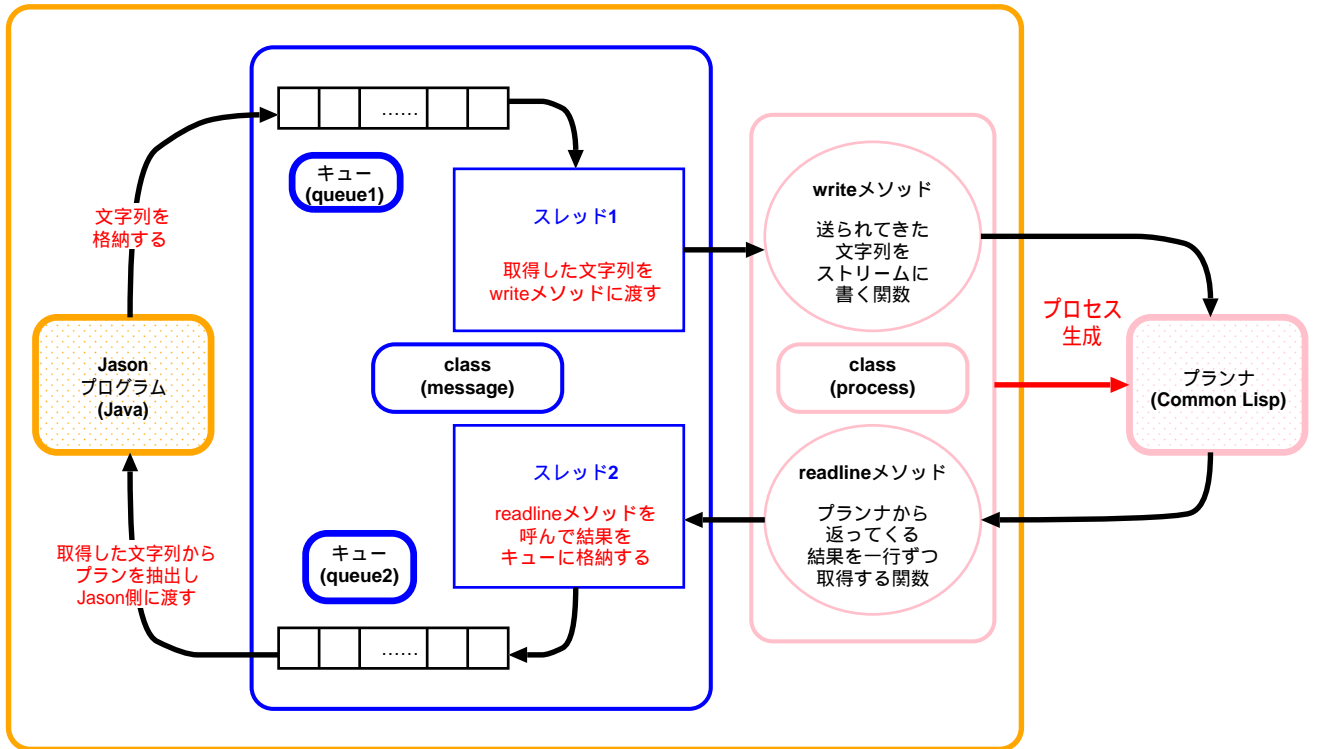 ……
キュー
(queue1)
文字列を
格納する
スレッド1
取得した文字列を
writeメソッドに渡す
writeメソッド
送られてきた
文字列を
ストリームに
書く関数
プロセス
生成
Jason
プログラム
(Java)
class
(message)
class
(process)
プランナ
(Common Lisp)
スレッド2
readlineメソッドを
呼んで結果を
キューに格納する
readlineメソッド
プランナから
返ってくる
結果を一行ずつ
取得する関数
キュー
(queue2)
取得した文字列から
プランを抽出し
Jason側に渡す
……